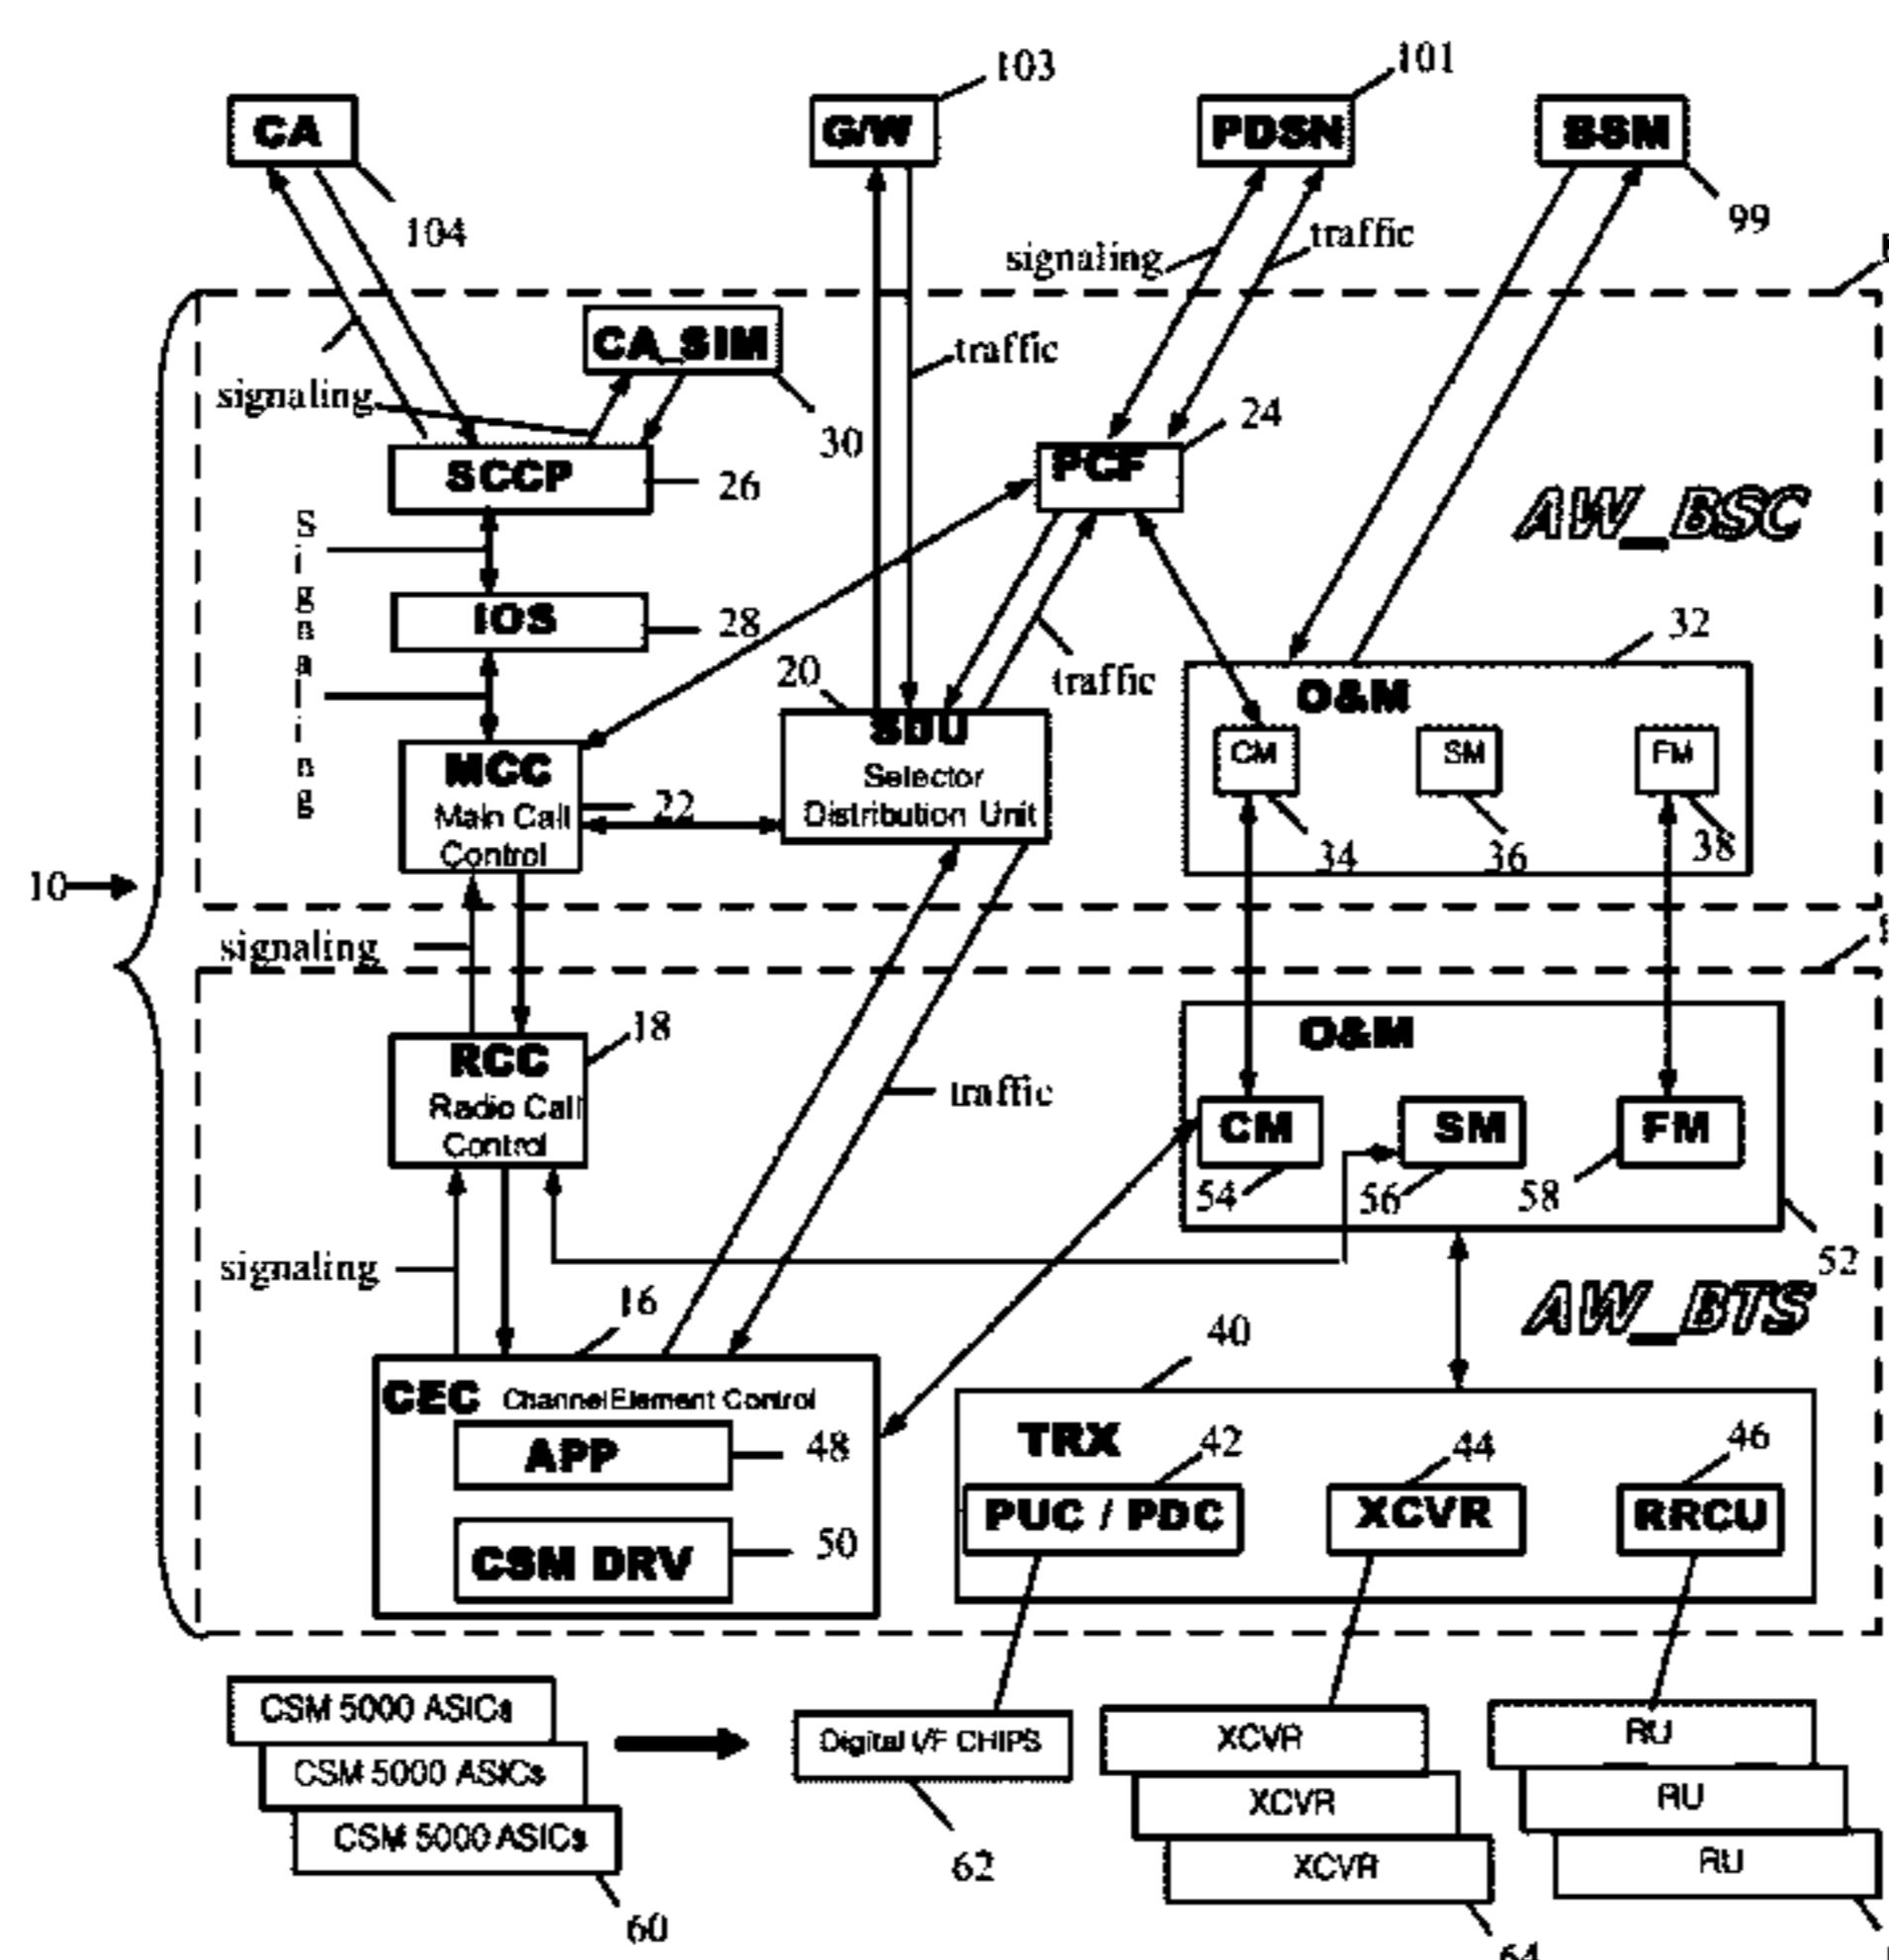 103
101
CA
G/W
PDSN
BSM
104
99
signaling
traffic
CA_SIM
traffic
signaling
30
24
SCCP
26
PCF
AW_BSC
Signaling
IOS
28
20
traffic
32
O&M
SDU
Selector
Distribution Unit
CM
SM
FM
MCC
Main Call
Control
22
34
36
38
10
signaling
18
RCC
Radio Call
Control
O&M
traffic
CM
SM
FM
54
56
58
52
signaling
16
AW_BTS
40
CEC ChannelElement Control
APP
48
CSM DRV
50
TRX
42
44
46
PUC / PDC
XCVR
RRCU
CSM 5000 ASICs
CSM 5000 ASICs
CSM 5000 ASICs
60
Digital I/F CHIPS
62
XCVR
XCVR
XCVR
64
RU
RU
RU